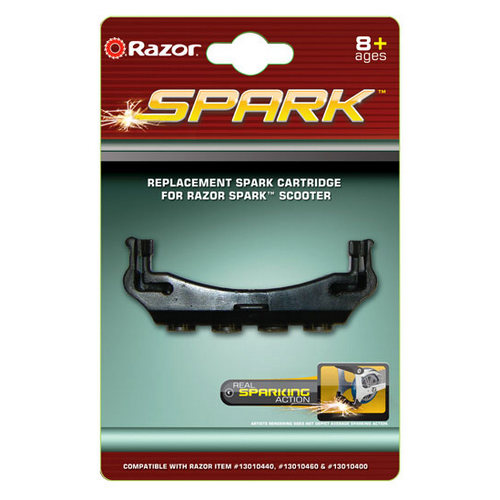 Razor
8+
ages
SPARK™
REPLACEMENT SPARK CARTRIDGE
FOR RAZOR SPARK™ SCOOTER
REAL
SPARKING
ACTION
ARTISTS RENDERING DOES NOT DEPICT AVERAGE SPARKING ACTION.
COMPATIBLE WITH RAZOR ITEM #13010440, #13010460 & #13010400